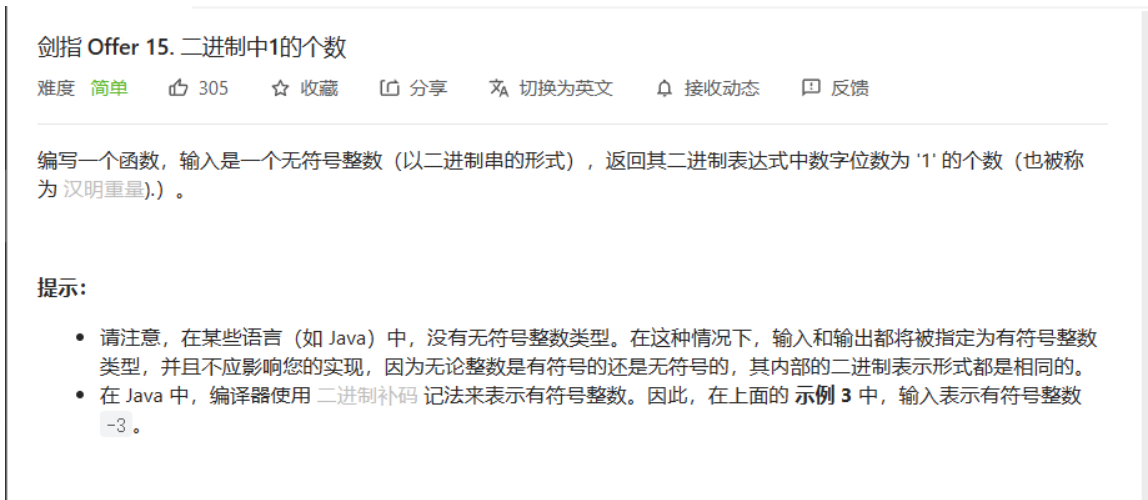 剑指 Offer 15. 二进制中1的个数
难度 简单 305 收藏 分享 切换为英文 接收动态 反馈
编写一个函数，输入是一个无符号整数（以二进制串的形式），返回其二进制表达式中数字位数为 '1' 的个数（也被称
为 汉明重量).）。
提示：
• 请注意，在某些语言（如 Java）中，没有无符号整数类型。在这种情况下，输入和输出都将被指定为有符号整数
类型，并且不应影响您的实现，因为无论整数是有符号的还是无符号的，其内部的二进制表示形式都是相同的。
• 在 Java 中，编译器使用 二进制补码 记法来表示有符号整数。因此，在上面的 示例 3 中，输入表示有符号整数
-3。